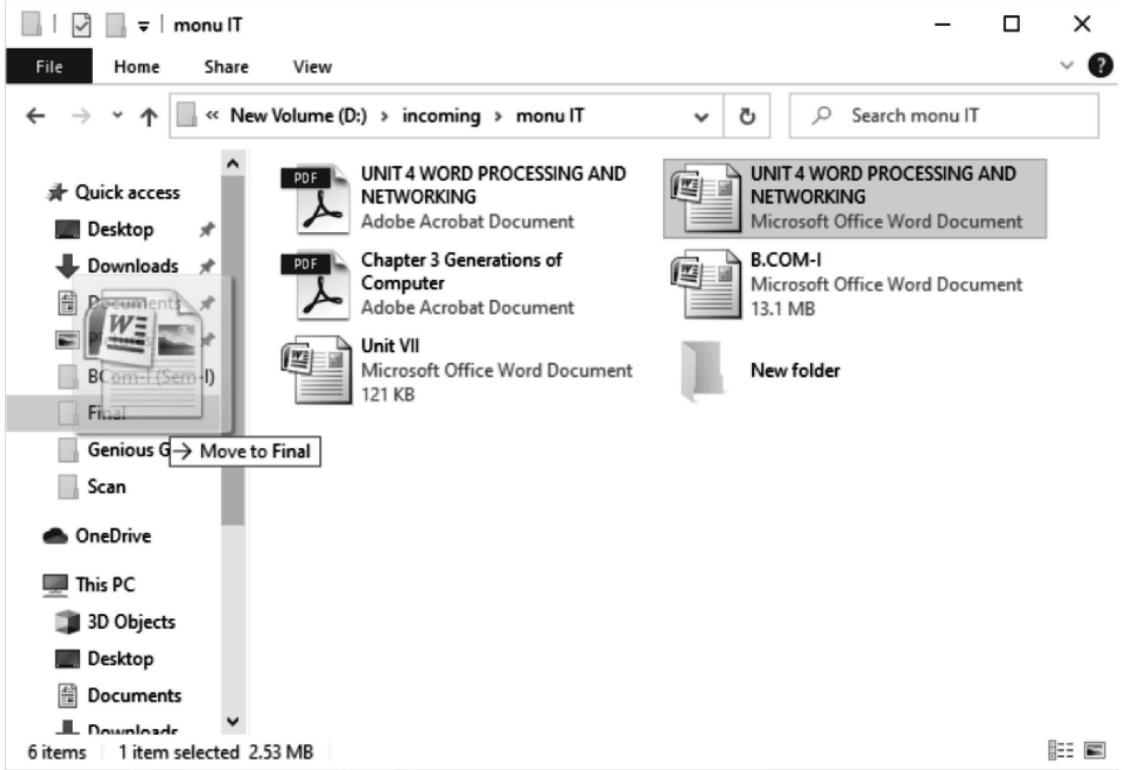 monu IT
File Home Share View
« New Volume (D:) › incoming › monu IT
Search monu IT
Quick access
Desktop
Downloads
Documents
BCom-I (Sem-I)
Final
Genious G
Scan
OneDrive
This PC
3D Objects
Desktop
Documents
Downloads
PDF
UNIT 4 WORD PROCESSING AND
NETWORKING
Adobe Acrobat Document
UNIT 4 WORD PROCESSING AND
NETWORKING
Microsoft Office Word Document
PDF
Chapter 3 Generations of
Computer
Adobe Acrobat Document
B.COM-I
Microsoft Office Word Document
13.1 MB
Unit VII
Microsoft Office Word Document
121 KB
New folder
→ Move to Final
6 items 1 item selected 2.53 MB